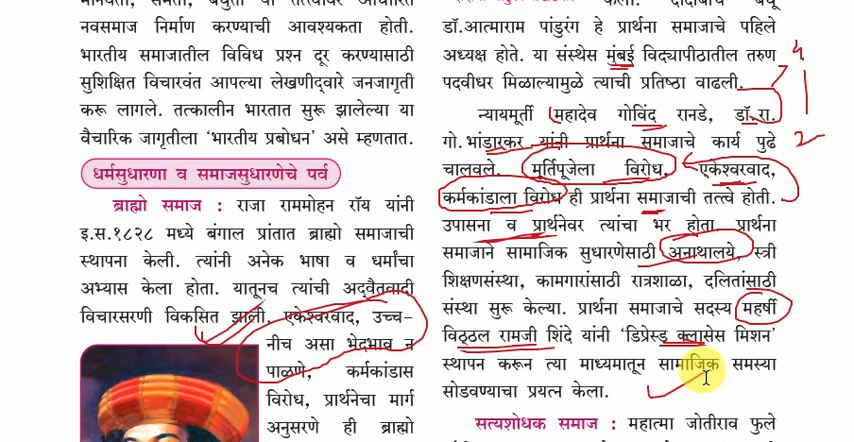 मानवता, समता, बंधुता या तत्त्वांवर आधारित
नवसमाज निर्माण करण्याची आवश्यकता होती.
भारतीय समाजातील विविध प्रश्न दूर करण्यासाठी
सुशिक्षित विचारवंत आपल्या लेखणीद्वारे जनजागृती
करू लागले. तत्कालीन भारतात सुरू झालेल्या या
वैचारिक जागृतीला ‘भारतीय प्रबोधन’ असे म्हणतात.
धर्मसुधारणा व समाजसुधारणेचे पर्व
ब्राह्मो समाज : राजा राममोहन रॉय यांनी
इ.स.१८२८ मध्ये बंगाल प्रांतात ब्राह्मो समाजाची
स्थापना केली. त्यांनी अनेक भाषा व धर्मांचा
अभ्यास केला होता. यातूनच त्यांची अद्वैतवादी
विचारसरणी विकसित झाली. एकेश्वरवाद, उच्च-
नीच असा भेदभाव न
पाळणे, कर्मकांडास
विरोध, प्रार्थनेचा मार्ग
अनुसरणे ही ब्राह्मो
केली. दादोबांचे बंधू
डॉ.आत्माराम पांडुरंग हे प्रार्थना समाजाचे पहिले
अध्यक्ष होते. या संस्थेस मुंबई विद्यापीठातील तरुण
पदवीधर मिळाल्यामुळे त्याची प्रतिष्ठा वाढली.
न्यायमूर्ती महादेव गोविंद रानडे, डॉ.रा.
गो.भांडारकर यांनी प्रार्थना समाजाचे कार्य पुढे
चालवले. मूर्तिपूजेला विरोध, एकेश्वरवाद,
कर्मकांडाला विरोध ही प्रार्थना समाजाची तत्त्वे होती.
उपासना व प्रार्थनेवर त्यांचा भर होता. प्रार्थना
समाजाने सामाजिक सुधारणेसाठी अनाथालये, स्त्री
शिक्षणसंस्था, कामगारांसाठी रात्रशाळा, दलितांसाठी
संस्था सुरू केल्या. प्रार्थना समाजाचे सदस्य महर्षी
विठ्ठल रामजी शिंदे यांनी ‘डिप्रेस्ड क्लासेस मिशन’
स्थापन करून त्या माध्यमातून सामाजिक समस्या
सोडवण्याचा प्रयत्न केला.
सत्यशोधक समाज : महात्मा जोतीराव फुले